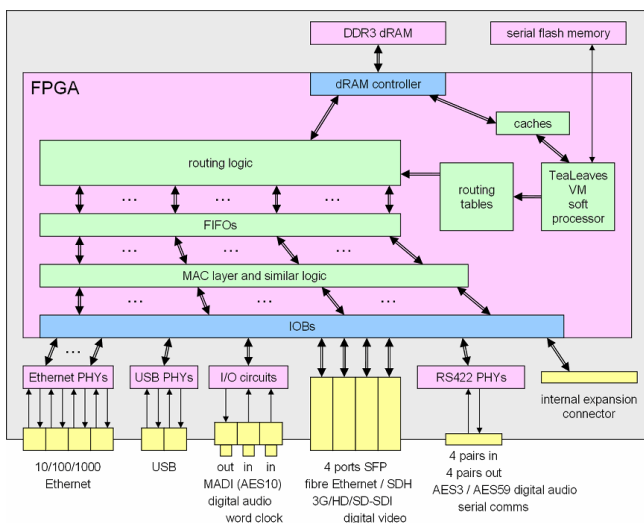 DDR3 dRAM
serial flash memory
FPGA
dRAM controller
caches
routing logic
routing
tables
TeaLeaves
VM
soft
processor
... ...
FIFOs
... ...
MAC layer and similar logic
... ...
IOBs
...
Ethernet PHYs
USB PHYs
I/O circuits
RS422 PHYs
internal expansion
connector
10/100/1000
Ethernet
USB
out in in
MADI (AES10)
digital audio
word clock
4 ports SFP
fibre Ethernet / SDH
3G/HD/SD-SDI
digital video
4 pairs in
4 pairs out
AES3 / AES59 digital audio
serial comms